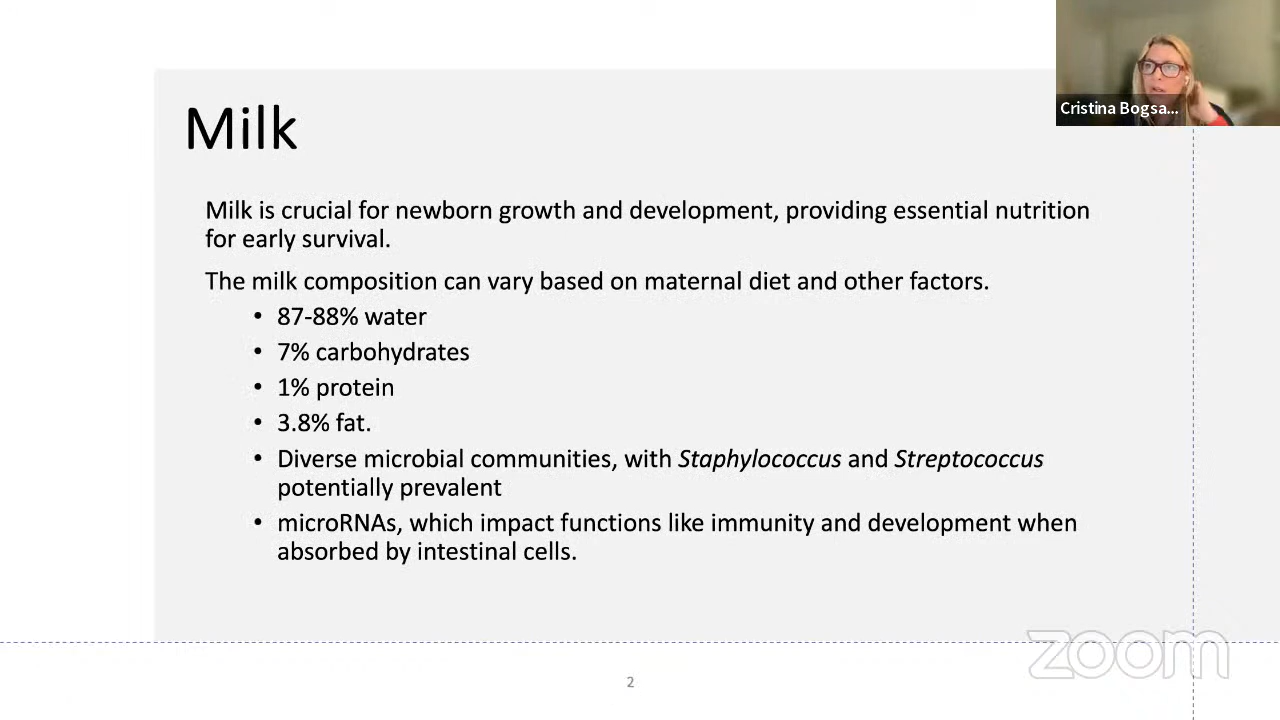 Cristina Bogsa...
Milk
Milk is crucial for newborn growth and development, providing essential nutrition
for early survival.
The milk composition can vary based on maternal diet and other factors.
• 87-88% water
• 7% carbohydrates
• 1% protein
• 3.8% fat.
• Diverse microbial communities, with Staphylococcus and Streptococcus
potentially prevalent
• microRNAs, which impact functions like immunity and development when
absorbed by intestinal cells.
zoom
2